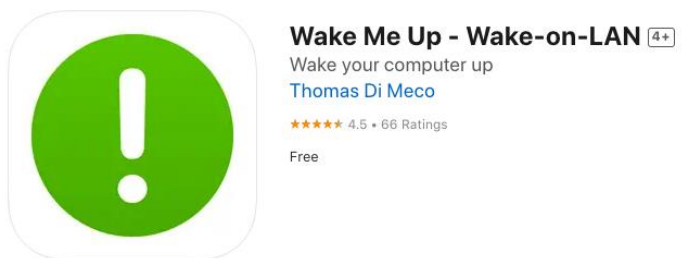 Wake Me Up - Wake-on-LAN 4+
Wake your computer up
Thomas Di Meco
★★★★★ 4.5 • 66 Ratings
Free